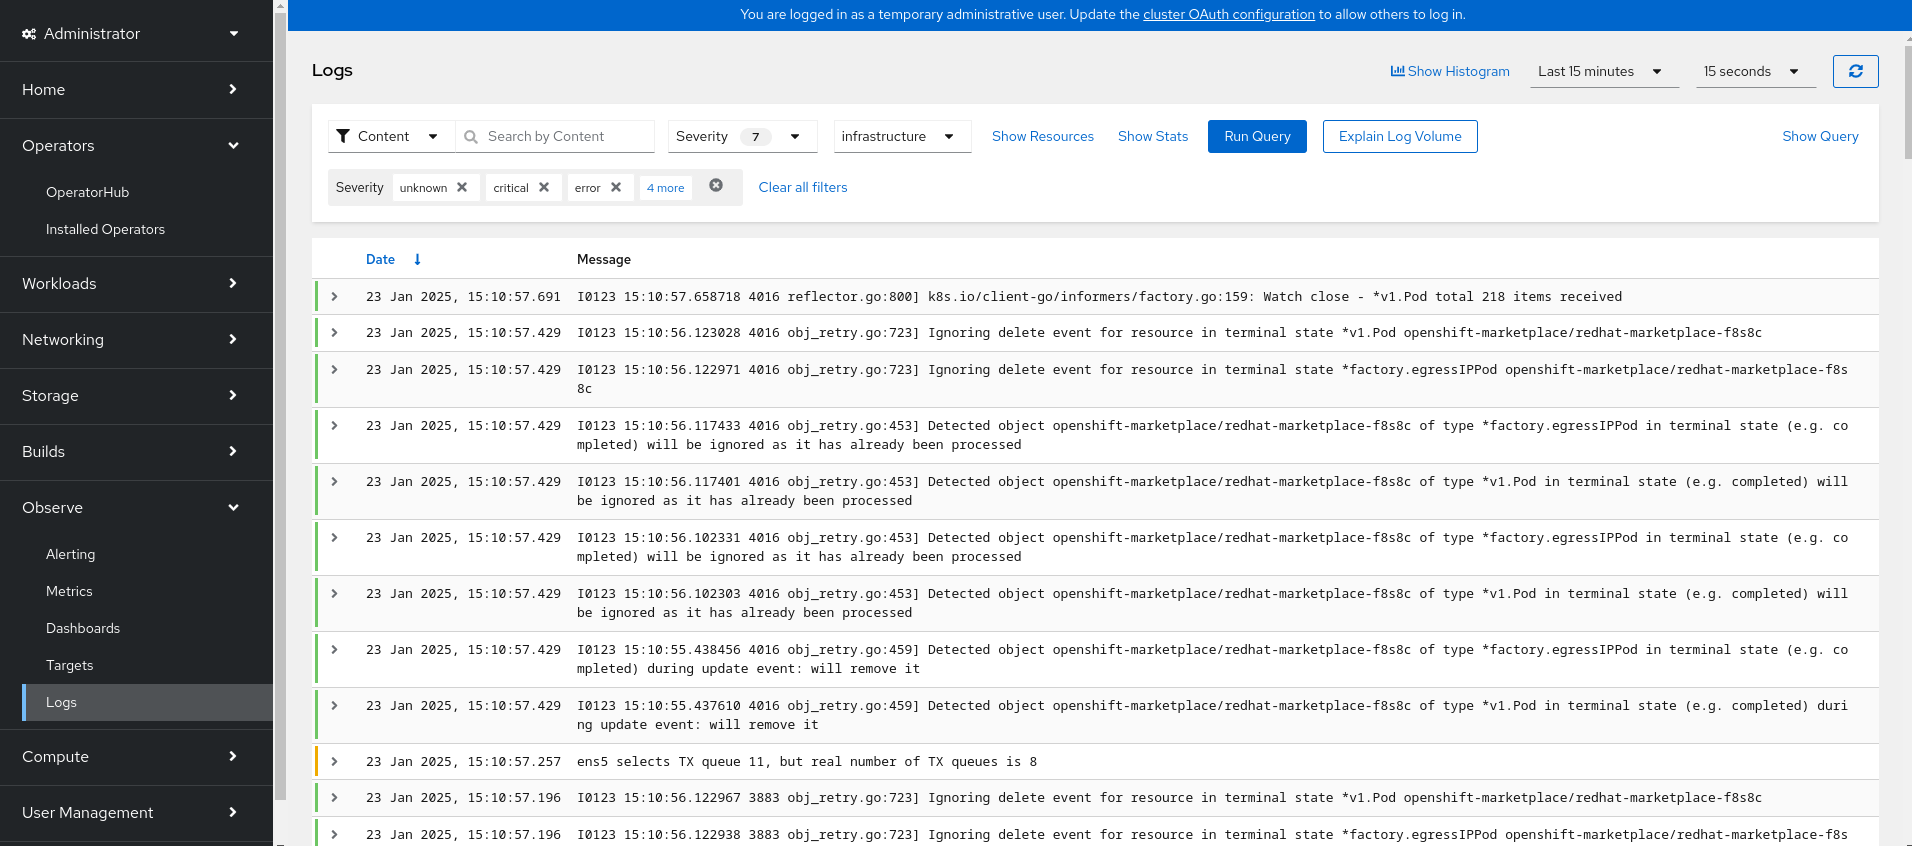 You are logged in as a temporary administrative user. Update the cluster OAuth configuration to allow others to log in.
Administrator
Home
Operators
OperatorHub
Installed Operators
Workloads
Networking
Storage
Builds
Observe
Alerting
Metrics
Dashboards
Targets
Logs
Compute
User Management
Logs
Show Histogram Last 15 minutes 15 seconds
Content Search by Content Severity 7 infrastructure Show Resources Show Stats Run Query Explain Log Volume Show Query
Severity unknown critical error 4 more Clear all filters
Date Message
23 Jan 2025, 15:10:57.691 I0123 15:10:57.658718 4016 reflector.go:800] k8s.io/client-go/informers/factory.go:159: Watch close - *v1.Pod total 218 items received
23 Jan 2025, 15:10:57.429 I0123 15:10:56.123028 4016 obj_retry.go:723] Ignoring delete event for resource in terminal state *v1.Pod openshift-marketplace/redhat-marketplace-f8s8c
23 Jan 2025, 15:10:57.429 I0123 15:10:56.122971 4016 obj_retry.go:723] Ignoring delete event for resource in terminal state *factory.egressIPPod openshift-marketplace/redhat-marketplace-f8s
8c
23 Jan 2025, 15:10:57.429 I0123 15:10:56.117433 4016 obj_retry.go:453] Detected object openshift-marketplace/redhat-marketplace-f8s8c of type *factory.egressIPPod in terminal state (e.g. co
mpleted) will be ignored as it has already been processed
23 Jan 2025, 15:10:57.429 I0123 15:10:56.117401 4016 obj_retry.go:453] Detected object openshift-marketplace/redhat-marketplace-f8s8c of type *v1.Pod in terminal state (e.g. completed) will
be ignored as it has already been processed
23 Jan 2025, 15:10:57.429 I0123 15:10:56.102331 4016 obj_retry.go:453] Detected object openshift-marketplace/redhat-marketplace-f8s8c of type *factory.egressIPPod in terminal state (e.g. co
mpleted) will be ignored as it has already been processed
23 Jan 2025, 15:10:57.429 I0123 15:10:56.102303 4016 obj_retry.go:453] Detected object openshift-marketplace/redhat-marketplace-f8s8c of type *v1.Pod in terminal state (e.g. completed) will
be ignored as it has already been processed
23 Jan 2025, 15:10:57.429 I0123 15:10:55.438456 4016 obj_retry.go:459] Detected object openshift-marketplace/redhat-marketplace-f8s8c of type *factory.egressIPPod in terminal state (e.g. co
mpleted) during update event: will remove it
23 Jan 2025, 15:10:57.429 I0123 15:10:55.437610 4016 obj_retry.go:459] Detected object openshift-marketplace/redhat-marketplace-f8s8c of type *v1.Pod in terminal state (e.g. completed) duri
ng update event: will remove it
23 Jan 2025, 15:10:57.257 ens5 selects TX queue 11, but real number of TX queues is 8
23 Jan 2025, 15:10:57.196 I0123 15:10:56.122967 3883 obj_retry.go:723] Ignoring delete event for resource in terminal state *v1.Pod openshift-marketplace/redhat-marketplace-f8s8c
23 Jan 2025, 15:10:57.196 I0123 15:10:56.122938 3883 obj_retry.go:723] Ignoring delete event for resource in terminal state *factory.egressIPPod openshift-marketplace/redhat-marketplace-f8s